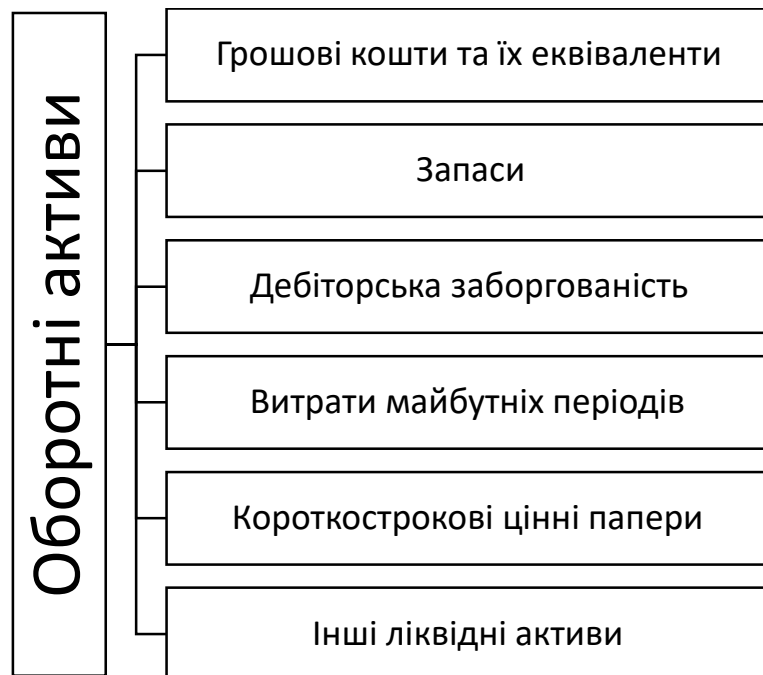 Оборотні активи
Грошові кошти та їх еквіваленти
Запаси
Дебіторська заборгованість
Витрати майбутніх періодів
Короткострокові цінні папери
Інші ліквідні активи